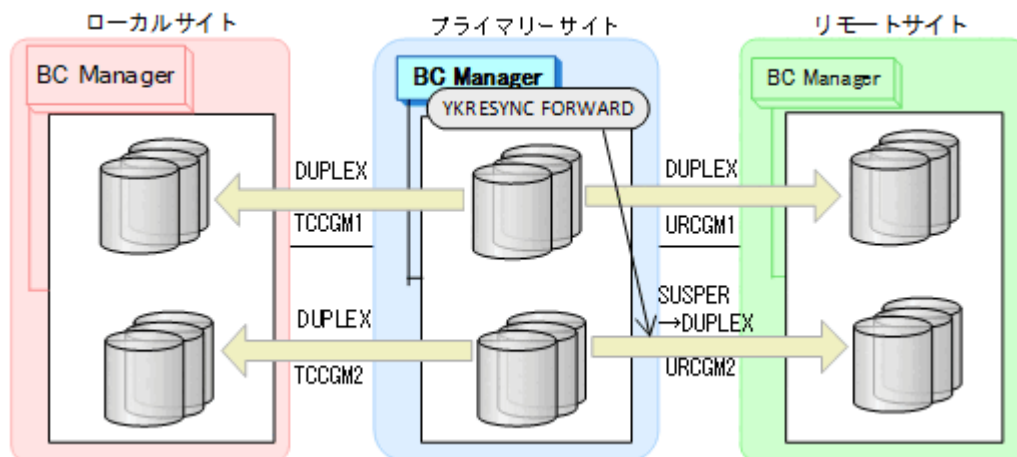 ローカルサイト
プライマリーサイト
リモートサイト
BC Manager
BC Manager
BC Manager
YKRESYNC FORWARD
DUPLEX
TCCGM1
DUPLEX
URCGM1
DUPLEX
TCCGM2
SUSPER
→DUPLEX
URCGM2